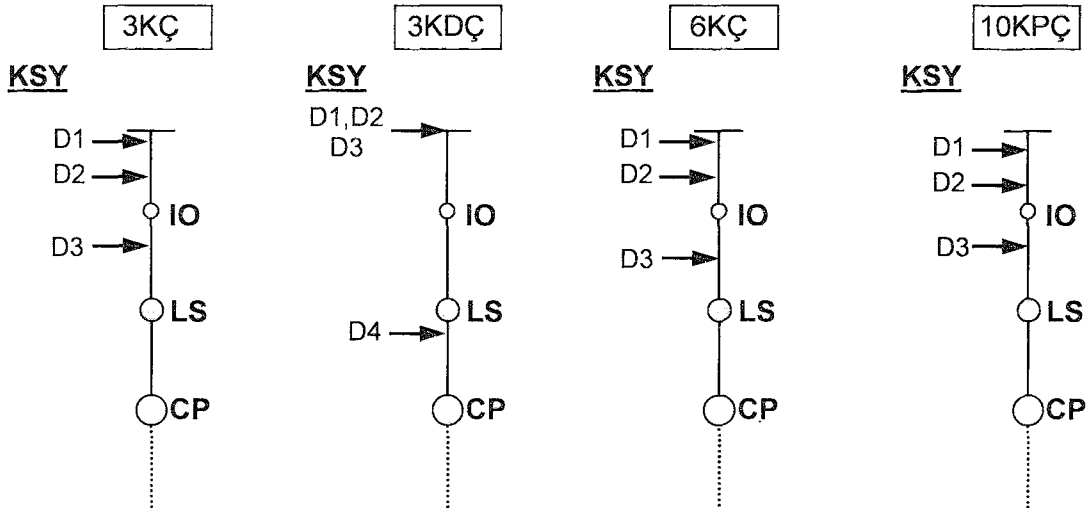 3KÇ
KSY
D1
D2
IO
D3
LS
CP
3KDÇ
KSY
D1,D2
D3
IO
LS
D4
CP
6KÇ
KSY
D1
D2
IO
D3
LS
CP
10KPÇ
KSY
D1
D2
IO
D3
LS
CP